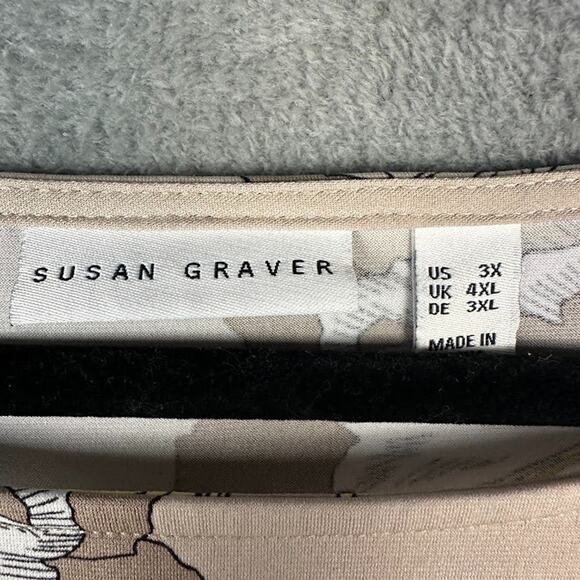 SUSAN GRAVER
US 3X
UK 4XL
DE 3XL
MADE IN